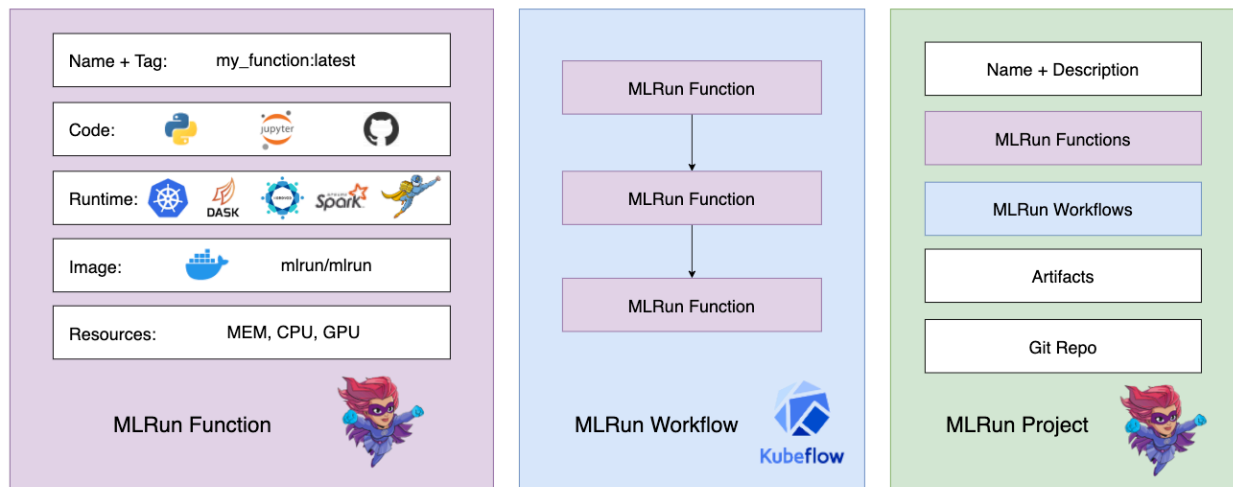 Name + Tag: my_function:latest
Code: jupyter
Runtime: DASK Spark
Image: mlrun/mlrun
Resources: MEM, CPU, GPU
MLRun Function
MLRun Function
MLRun Function
MLRun Function
MLRun Workflow
Kubeflow
Name + Description
MLRun Functions
MLRun Workflows
Artifacts
Git Repo
MLRun Project